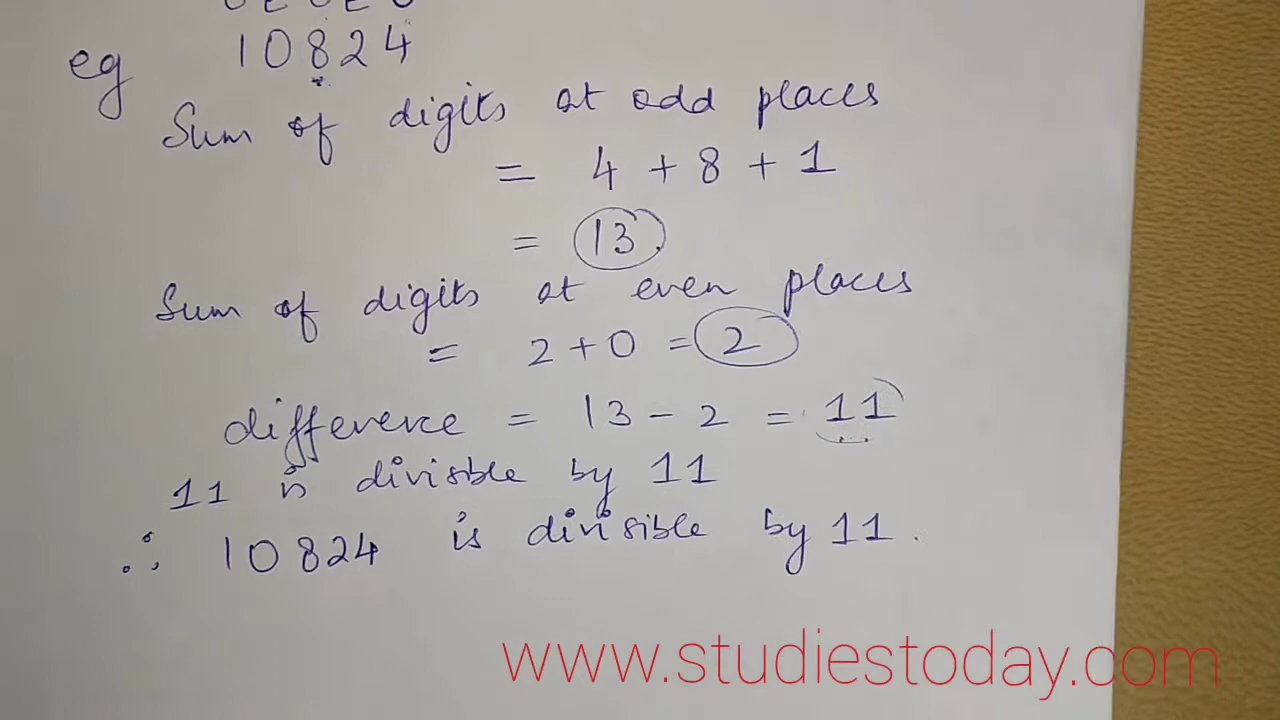 O E O E O
eg 10824
Sum of digits at odd places
= 4 + 8 + 1
= 13.
Sum of digits at even places
= 2 + 0 = 2
difference = 13 - 2 = 11
11 is divisible by 11
∴ 10824 is divisible by 11.
www.studiestoday.com